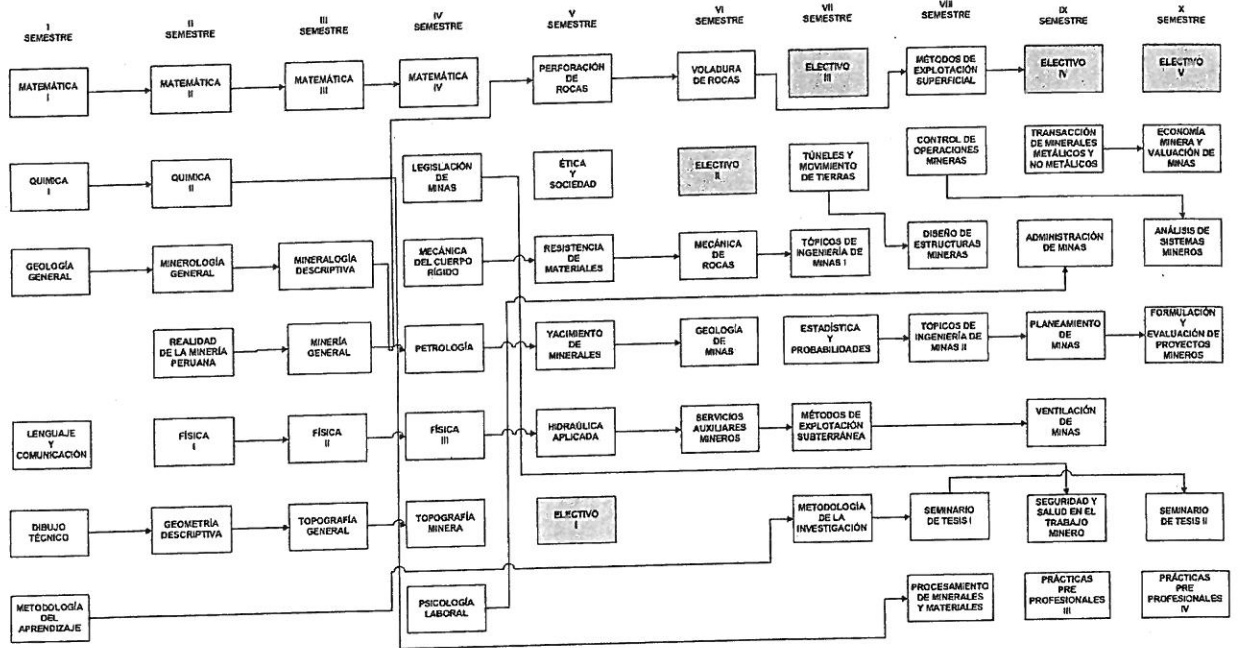 I
SEMESTRE
II
SEMESTRE
III
SEMESTRE
IV
SEMESTRE
V
SEMESTRE
VI
SEMESTRE
VII
SEMESTRE
VIII
SEMESTRE
IX
SEMESTRE
X
SEMESTRE
MATEMÁTICA
I
MATEMÁTICA
II
MATEMÁTICA
III
MATEMÁTICA
IV
PERFORACIÓN
DE
ROCAS
VOLADURA
DE ROCAS
ELECTIVO
III
MÉTODOS DE
EXPLOTACIÓN
SUPERFICIAL
ELECTIVO
IV
ELECTIVO
V
QUIMICA
I
QUIMICA
II
LEGISLACIÓN
DE
MINAS
ÉTICA
Y
SOCIEDAD
ELECTIVO
II
TÚNELES Y
MOVIMIENTO
DE TIERRAS
CONTROL DE
OPERACIONES
MINERAS
TRANSACCIÓN
DE MINERALES
METÁLICOS Y
NO METÁLICOS
ECONOMÍA
MINERA Y
VALUACIÓN DE
MINAS
GEOLOGÍA
GENERAL
MINEROLOGÍA
GENERAL
MINERALOGÍA
DESCRIPTIVA
MECÁNICA
DEL CUERPO
RÍGIDO
RESISTENCIA
DE
MATERIALES
MECÁNICA
DE
ROCAS
TÓPICOS DE
INGENIERÍA DE
MINAS I
DISEÑO DE
ESTRUCTURAS
MINERAS
ADMINISTRACIÓN
DE MINAS
ANÁLISIS DE
SISTEMAS
MINEROS
REALIDAD
DE LA MINERÍA
PERUANA
MINERÍA
GENERAL
PETROLOGÍA
YACIMIENTO
DE
MINERALES
GEOLOGÍA
DE
MINAS
ESTADÍSTICA
Y
PROBABILIDADES
TOPICOS DE
INGENIERÍA DE
MINAS II
PLANEAMIENTO
DE
MINAS
FORMULACIÓN
Y
EVALUACIÓN DE
PROYECTOS
MINEROS
LENGUAJE
Y
COMUNICACIÓN
FÍSICA
I
FÍSICA
II
FÍSICA
III
HIDRAÚLICA
APLICADA
SERVICIOS
AUXILIARES
MINEROS
MÉTODOS DE
EXPLOTACIÓN
SUBTERRÁNEA
VENTILACIÓN
DE
MINAS
DIBUJO
TÉCNICO
GEOMETRÍA
DESCRIPTIVA
TOPOGRAFÍA
GENERAL
TOPOGRAFÍA
MINERA
ELECTIVO
I
METODOLOGÍA
DE LA
INVESTIGACIÓN
SEMINARIO
DE TESIS I
SEGURIDAD Y
SALUD EN EL
TRABAJO
MINERO
SEMINARIO
DE TESIS II
METODOLOGÍA
DEL
APRENDIZAJE
PSICOLOGÍA
LABORAL
PROCESAMIENTO
DE MINERALES
Y MATERIALES
PRÁCTICAS
PRE
PROFESIONALES
III
PRÁCTICAS
PRE
PROFESIONALES
IV